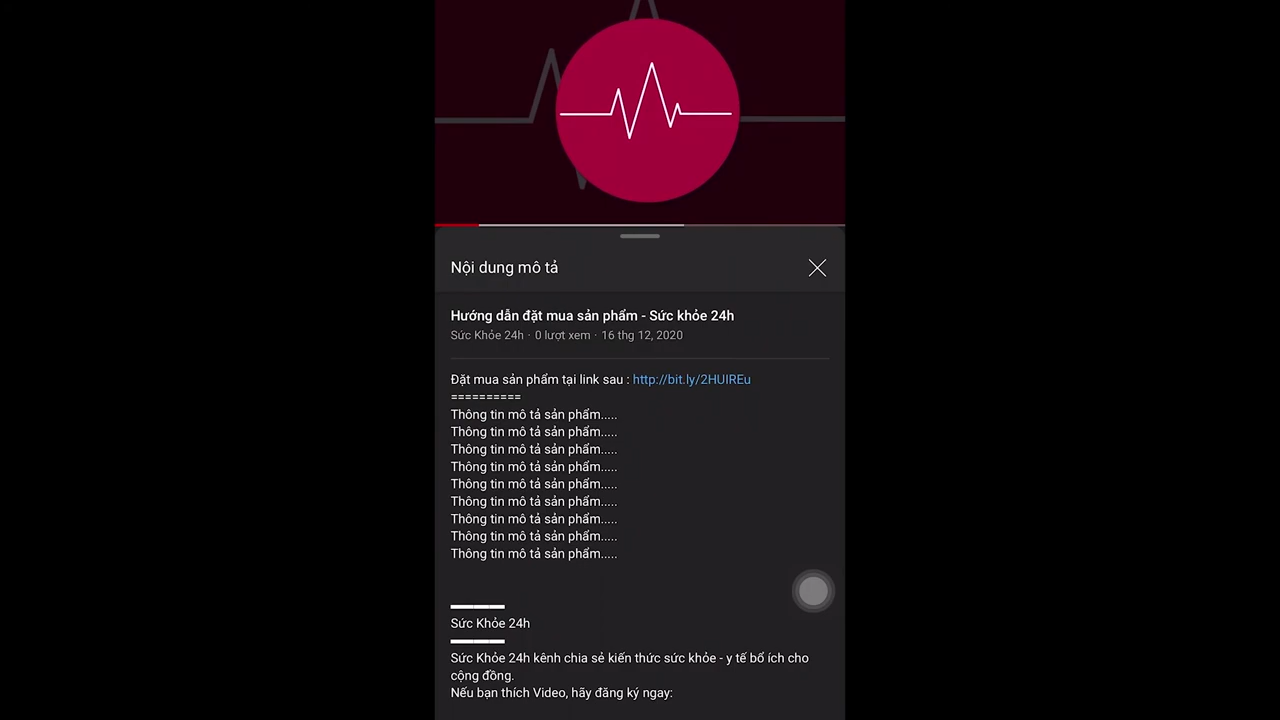 Nội dung mô tả
Hướng dẫn đặt mua sản phẩm - Sức khỏe 24h
Sức Khỏe 24h · 0 lượt xem · 16 thg 12, 2020
Đặt mua sản phẩm tại link sau : http://bit.ly/2HUIREu
==========
Thông tin mô tả sản phẩm.....
Thông tin mô tả sản phẩm.....
Thông tin mô tả sản phẩm.....
Thông tin mô tả sản phẩm.....
Thông tin mô tả sản phẩm.....
Thông tin mô tả sản phẩm.....
Thông tin mô tả sản phẩm.....
Thông tin mô tả sản phẩm.....
Thông tin mô tả sản phẩm.....
▬▬▬▬
Sức Khỏe 24h
▬▬▬▬
Sức Khỏe 24h kênh chia sẻ kiến thức sức khỏe - y tế bổ ích cho
cộng đồng.
Nếu bạn thích Video, hãy đăng ký ngay: